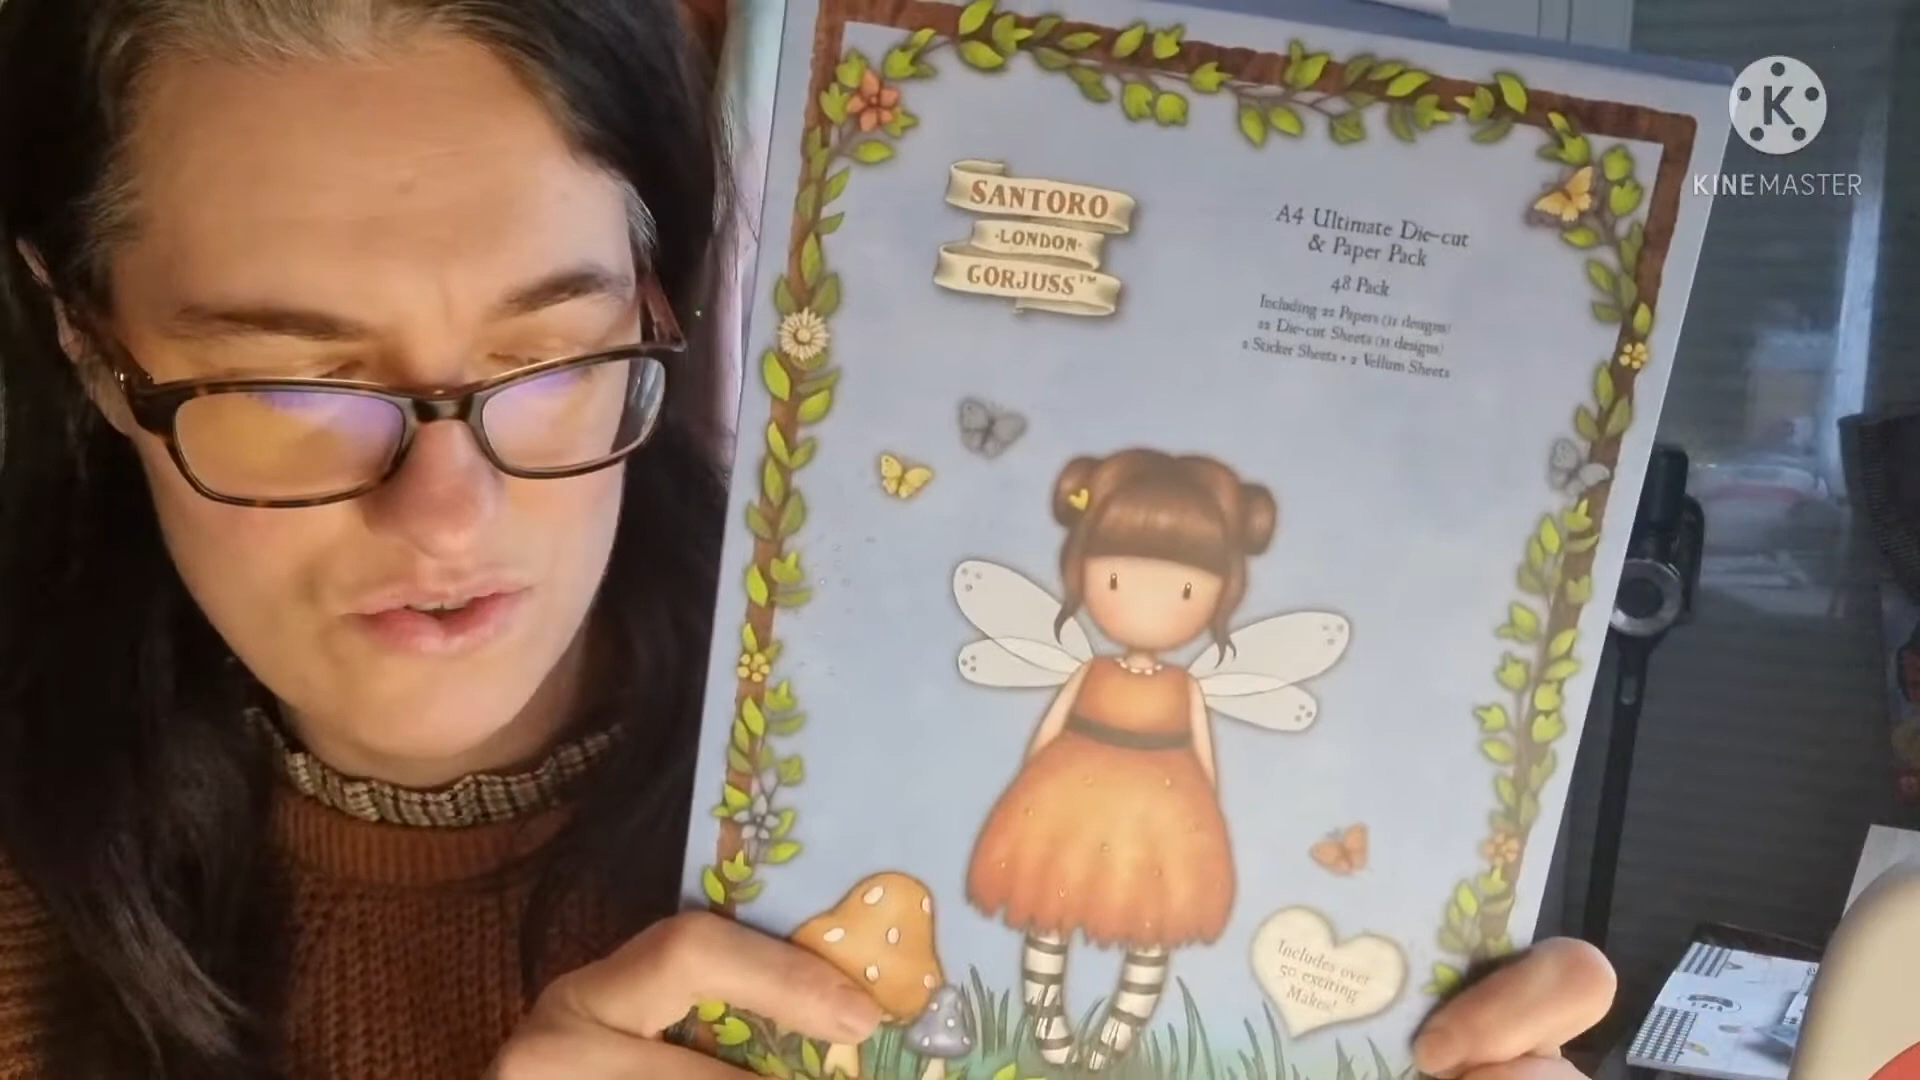 SANTORO
·LONDON·
GORJUSS™
A4 Ultimate Die-cut
& Paper Pack
48 Pack
Including 22 Papers (11 designs)
22 Die-cut Sheets (11 designs)
2 Sticker Sheets • 2 Vellum Sheets
Includes over
50 exciting
Makes!
K
KINEMASTER